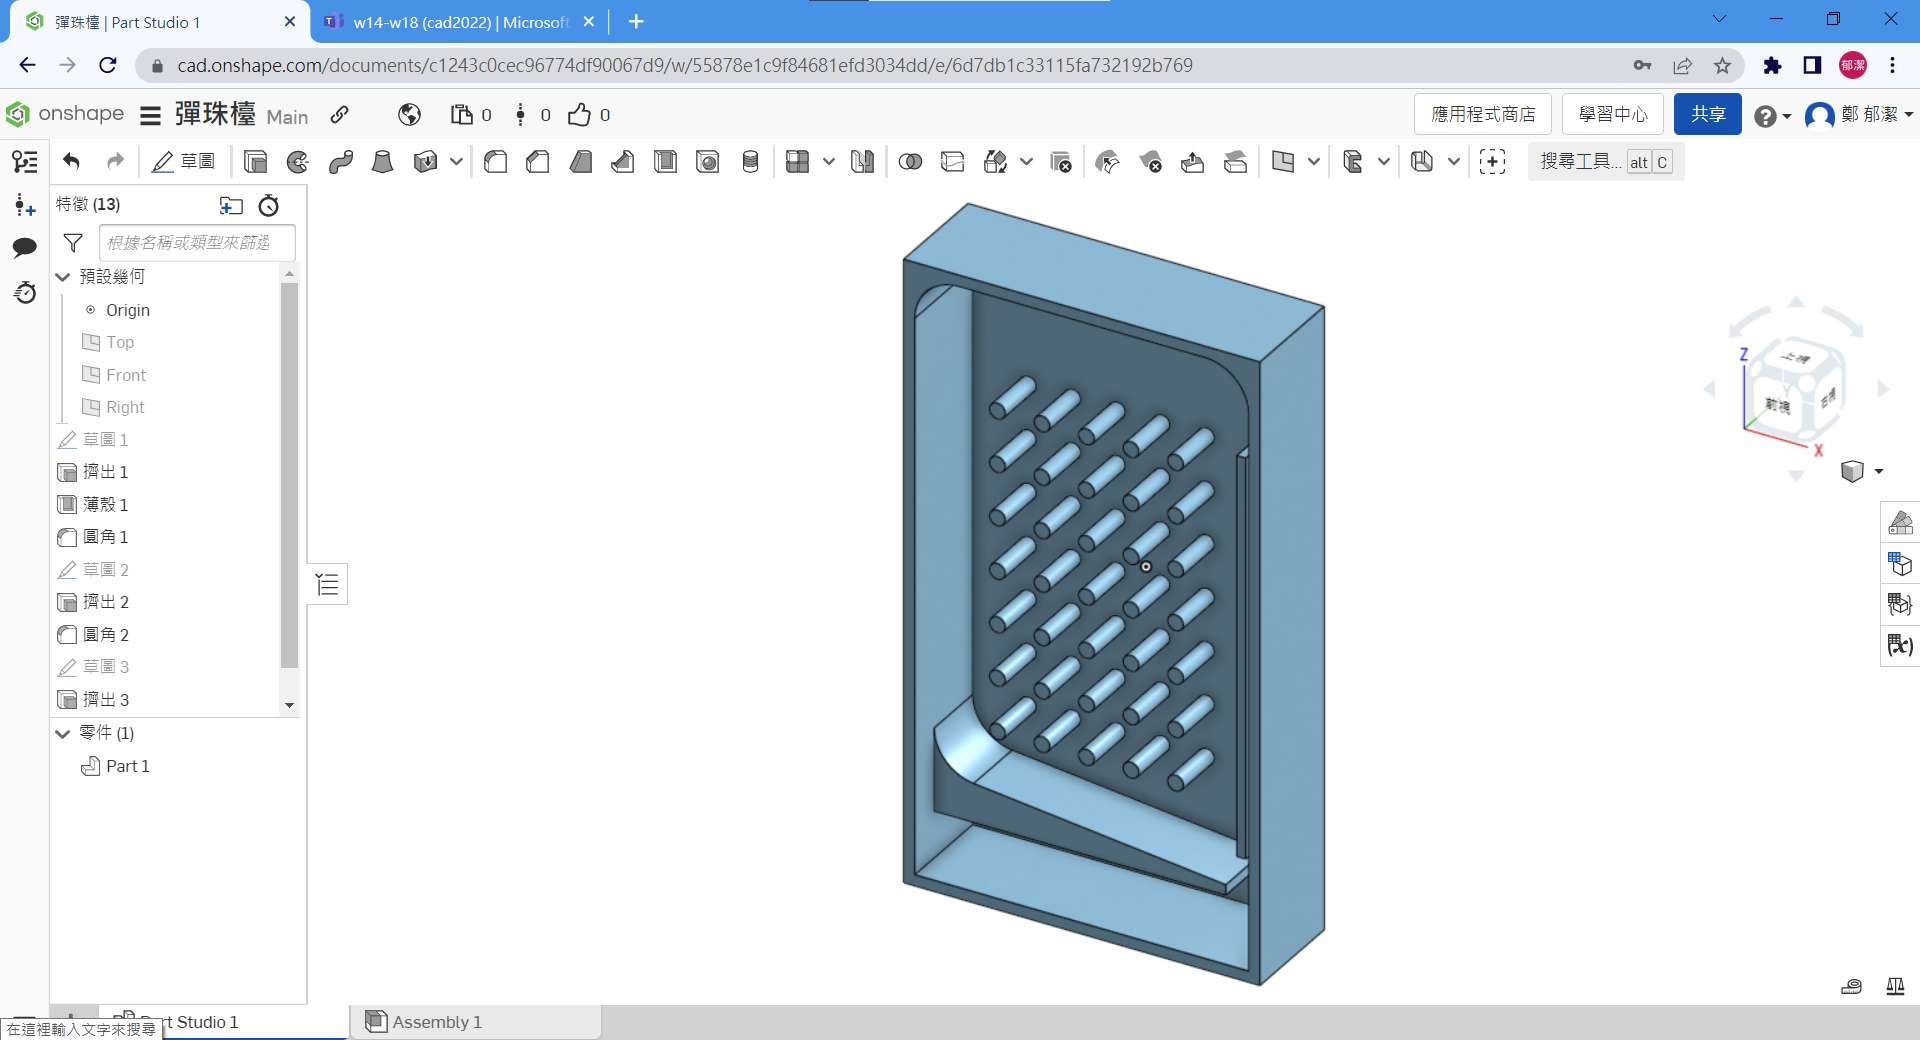 彈珠檯 | Part Studio 1
w14-w18 (cad2022) | Microsoft
cad.onshape.com/documents/c1243c0cec96774df90067d9/w/55878e1c9f84681efd3034dd/e/6d7db1c33115fa732192b769
郁潔
onshape 彈珠檯 Main 0 0 0 應用程式商店 學習中心 共享 鄭 郁潔
草圖 搜尋工具... alt C
特徵 (13)
根據名稱或類型來篩選
預設幾何
Origin
Top
Front
Right
草圖 1
擠出 1
薄殼 1
圓角 1
草圖 2
擠出 2
圓角 2
草圖 3
擠出 3
零件 (1)
Part 1
Z
上視
Y
前視
右視
X
(x)
在這裡輸入文字來搜尋
rt Studio 1
Assembly 1